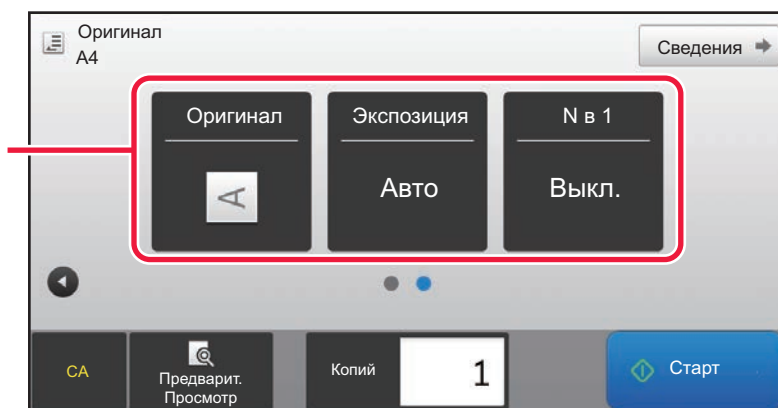 Оригинал
A4
Сведения
Оригинал
Экспозиция
N в 1
A
Авто
Выкл.
CA
Предварит.
Просмотр
Копий
1
Старт